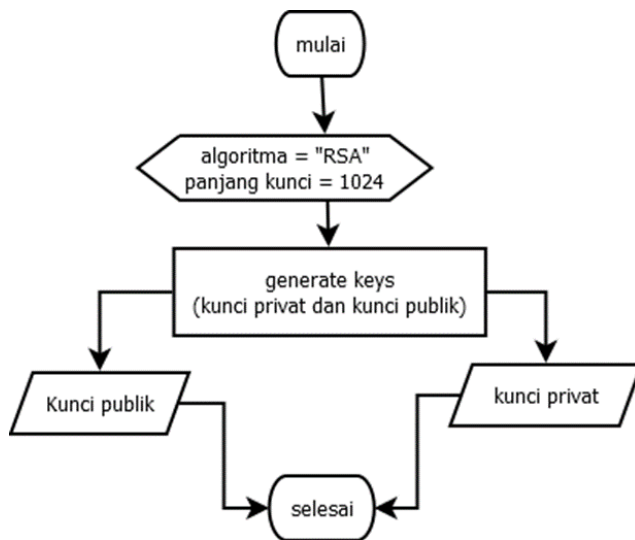 mulai
algoritma = "RSA"
panjang kunci = 1024
generate keys
(kunci privat dan kunci publik)
Kunci publik
kunci privat
selesai